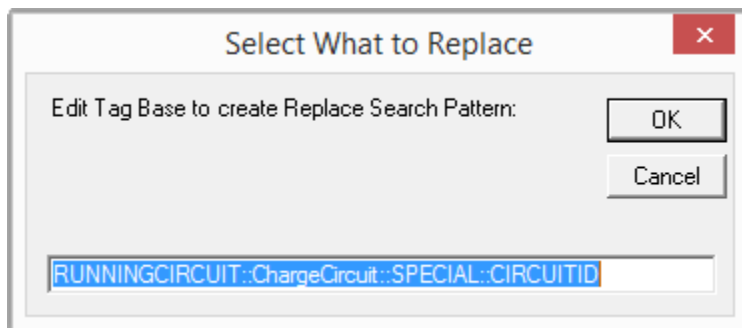 Select What to Replace
Edit Tag Base to create Replace Search Pattern:
OK
Cancel
RUNNINGCIRCUIT::ChargeCircuit::SPECIAL::CIRCUITID